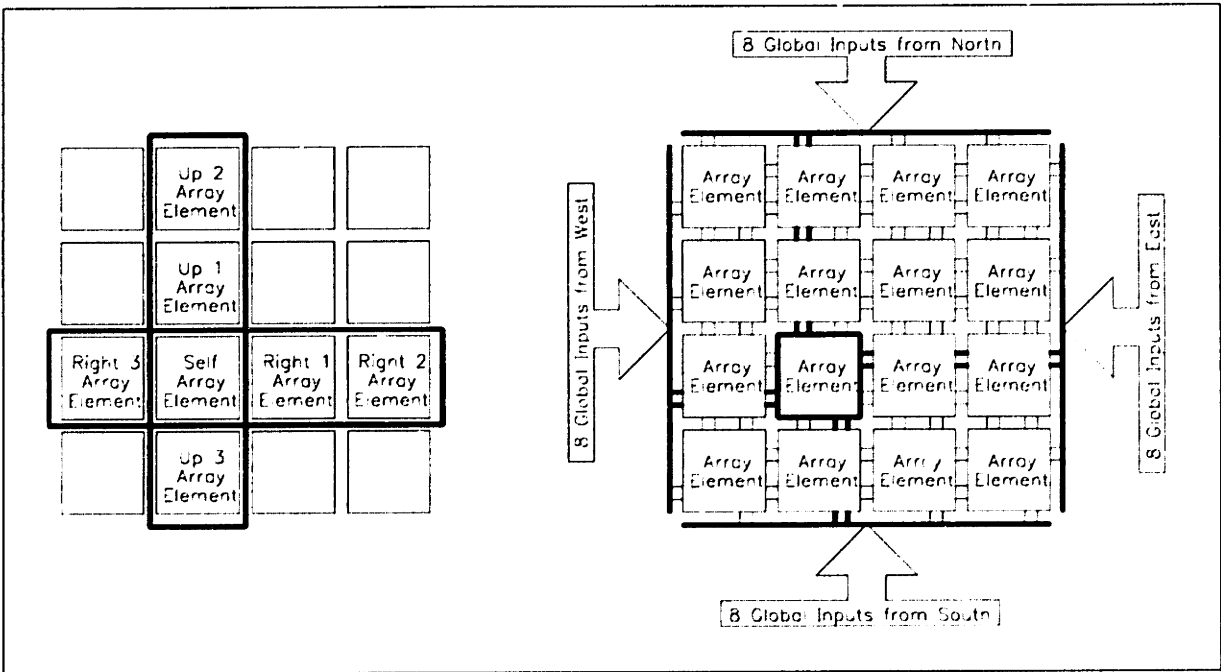 Up 2
Array
Element
Up 1
Array
Element
Right 3
Array
Element
Self
Array
Element
Right 1
Array
Element
Right 2
Array
Element
Up 3
Array
Element
8 Global Inputs from North
8 Global Inputs from West
Array
Element
Array
Element
Array
Element
Array
Element
Array
Element
Array
Element
Array
Element
Array
Element
Array
Element
Array
Element
Array
Element
Array
Element
Array
Element
Array
Element
Array
Element
Array
Element
8 Global Inputs from East
8 Global Inputs from South